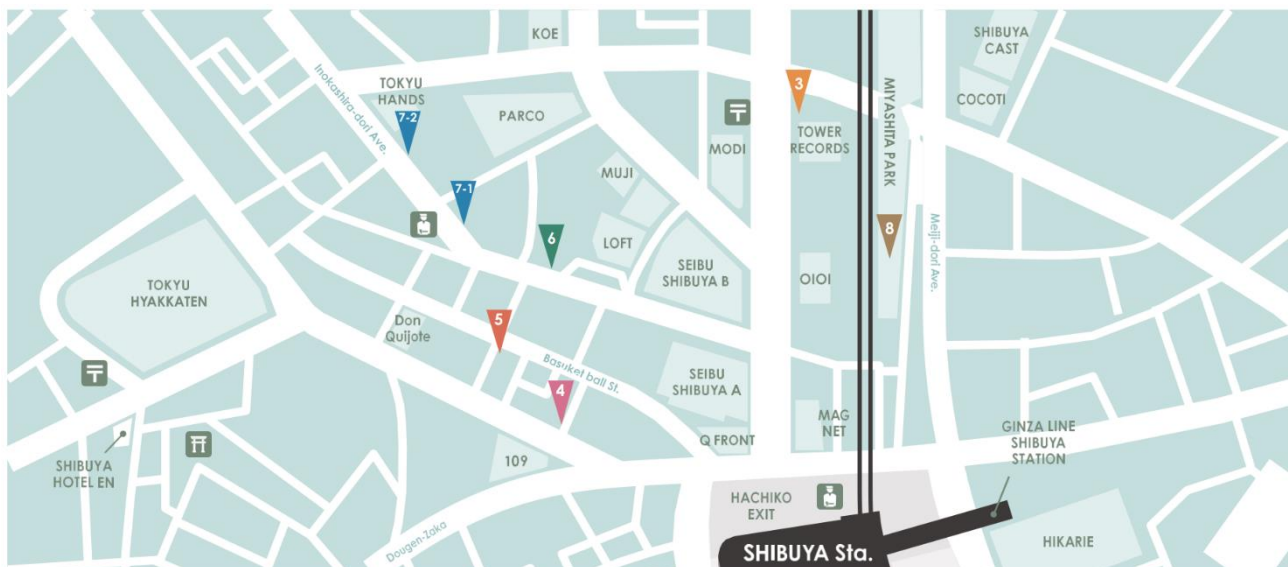 KOE
SHIBUYA
CAST
Inokashira-dori Ave.
TOKYU
HANDS
7-2
PARCO
3
MIYASHITA PARK
COCOTI
〒
MODI
TOWER
RECORDS
MUJI
7-1
6
LOFT
8
Meiji-dori Ave.
SEIBU
SHIBUYA B
OIOI
TOKYU
HYAKKATEN
Don
Quijote
5
Basuket ball St.
〒
4
SEIBU
SHIBUYA A
MAG
NET
Q FRONT
GINZA LINE
SHIBUYA
STATION
SHIBUYA
HOTEL EN
109
HACHIKO
EXIT
Dougen-Zaka
SHIBUYA Sta.
HIKARIE